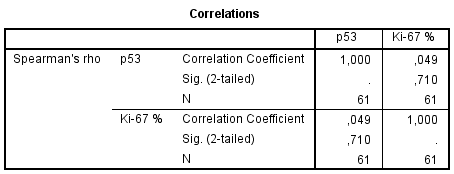 Correlations
p53 Ki-67 %
Spearman's rho p53 Correlation Coefficient 1,000 ,049
Sig. (2-tailed) . ,710
N 61 61
Ki-67 % Correlation Coefficient ,049 1,000
Sig. (2-tailed) ,710 .
N 61 61